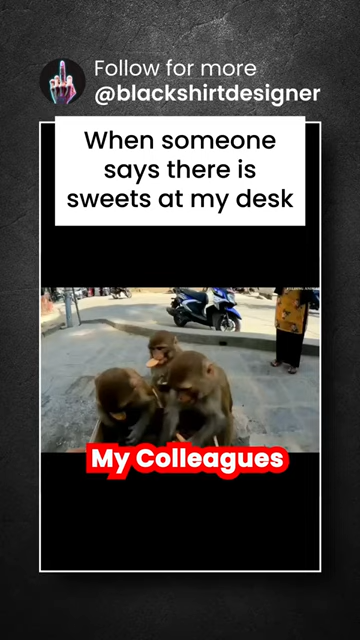 Follow for more
@blackshirtdesigner
When someone
says there is
sweets at my desk
My Colleagues